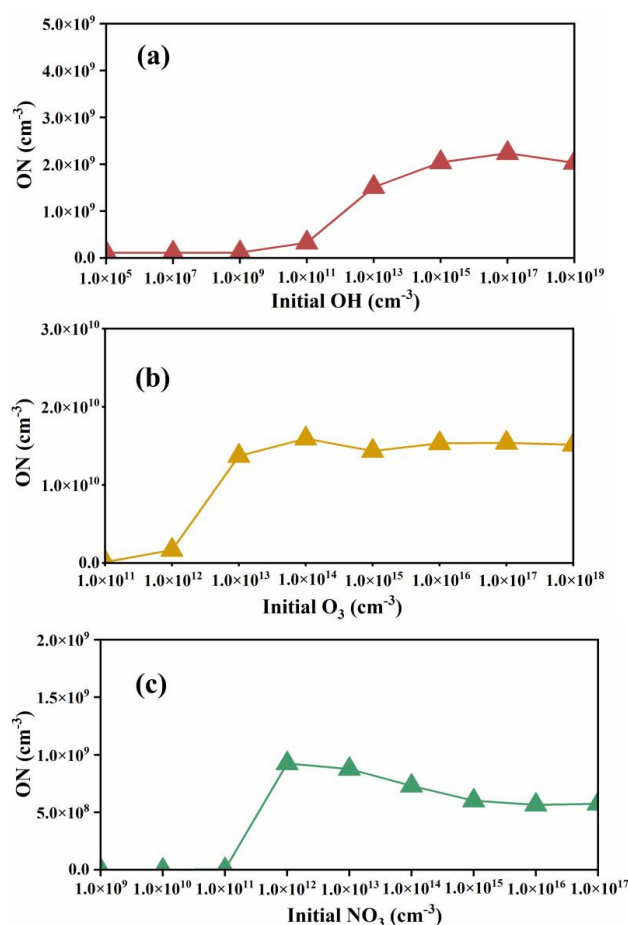 (a)
ON (cm⁻³)
5.0×10⁹
4.0×10⁹
3.0×10⁹
2.0×10⁹
1.0×10⁹
0.0
1.0×10⁵ 1.0×10⁷ 1.0×10⁹ 1.0×10¹¹ 1.0×10¹³ 1.0×10¹⁵ 1.0×10¹⁷ 1.0×10¹⁹
Initial OH (cm⁻³)
(b)
ON (cm⁻³)
3.0×10¹⁰
2.0×10¹⁰
1.0×10¹⁰
0.0
1.0×10¹¹ 1.0×10¹² 1.0×10¹³ 1.0×10¹⁴ 1.0×10¹⁵ 1.0×10¹⁶ 1.0×10¹⁷ 1.0×10¹⁸
Initial O₃ (cm⁻³)
(c)
ON (cm⁻³)
2.0×10⁹
1.5×10⁹
1.0×10⁹
5.0×10⁸
0.0
1.0×10⁹ 1.0×10¹⁰ 1.0×10¹¹ 1.0×10¹² 1.0×10¹³ 1.0×10¹⁴ 1.0×10¹⁵ 1.0×10¹⁶ 1.0×10¹⁷
Initial NO₃ (cm⁻³)